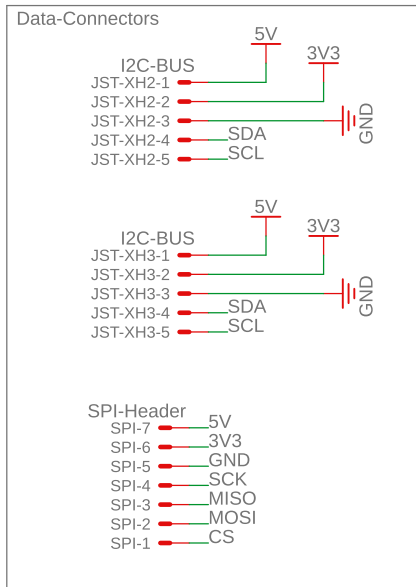 Data-Connectors
5V
I2C-BUS
3V3
JST-XH2-1
JST-XH2-2
JST-XH2-3
GND
JST-XH2-4 SDA
JST-XH2-5 SCL
5V
I2C-BUS
3V3
JST-XH3-1
JST-XH3-2
JST-XH3-3
GND
JST-XH3-4 SDA
JST-XH3-5 SCL
SPI-Header
SPI-7 5V
SPI-6 3V3
SPI-5 GND
SPI-4 SCK
SPI-3 MISO
SPI-2 MOSI
SPI-1 CS